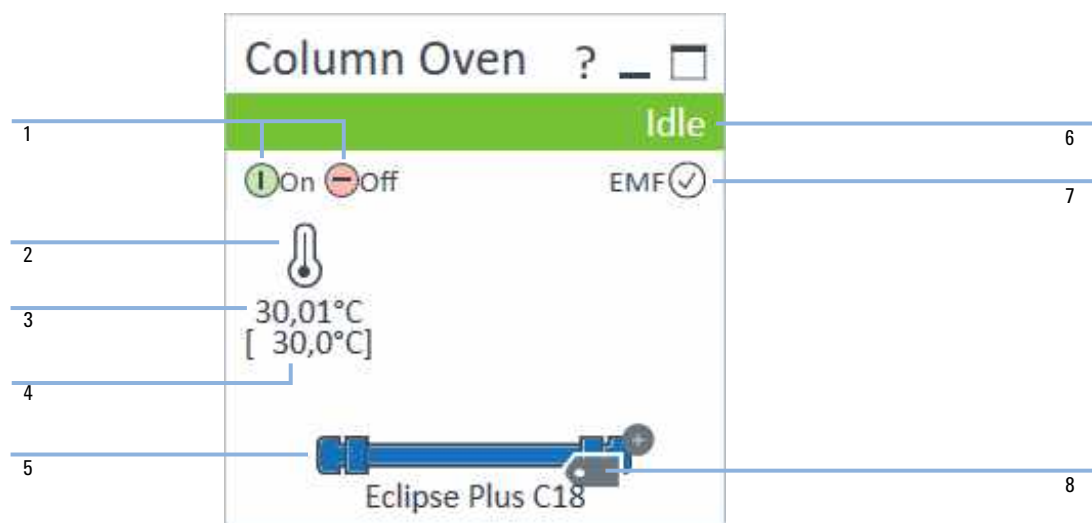 Column Oven ?
Idle
1
6
On Off
EMF
7
2
3
30,01°C
[ 30,0°C]
4
5
Eclipse Plus C18
8